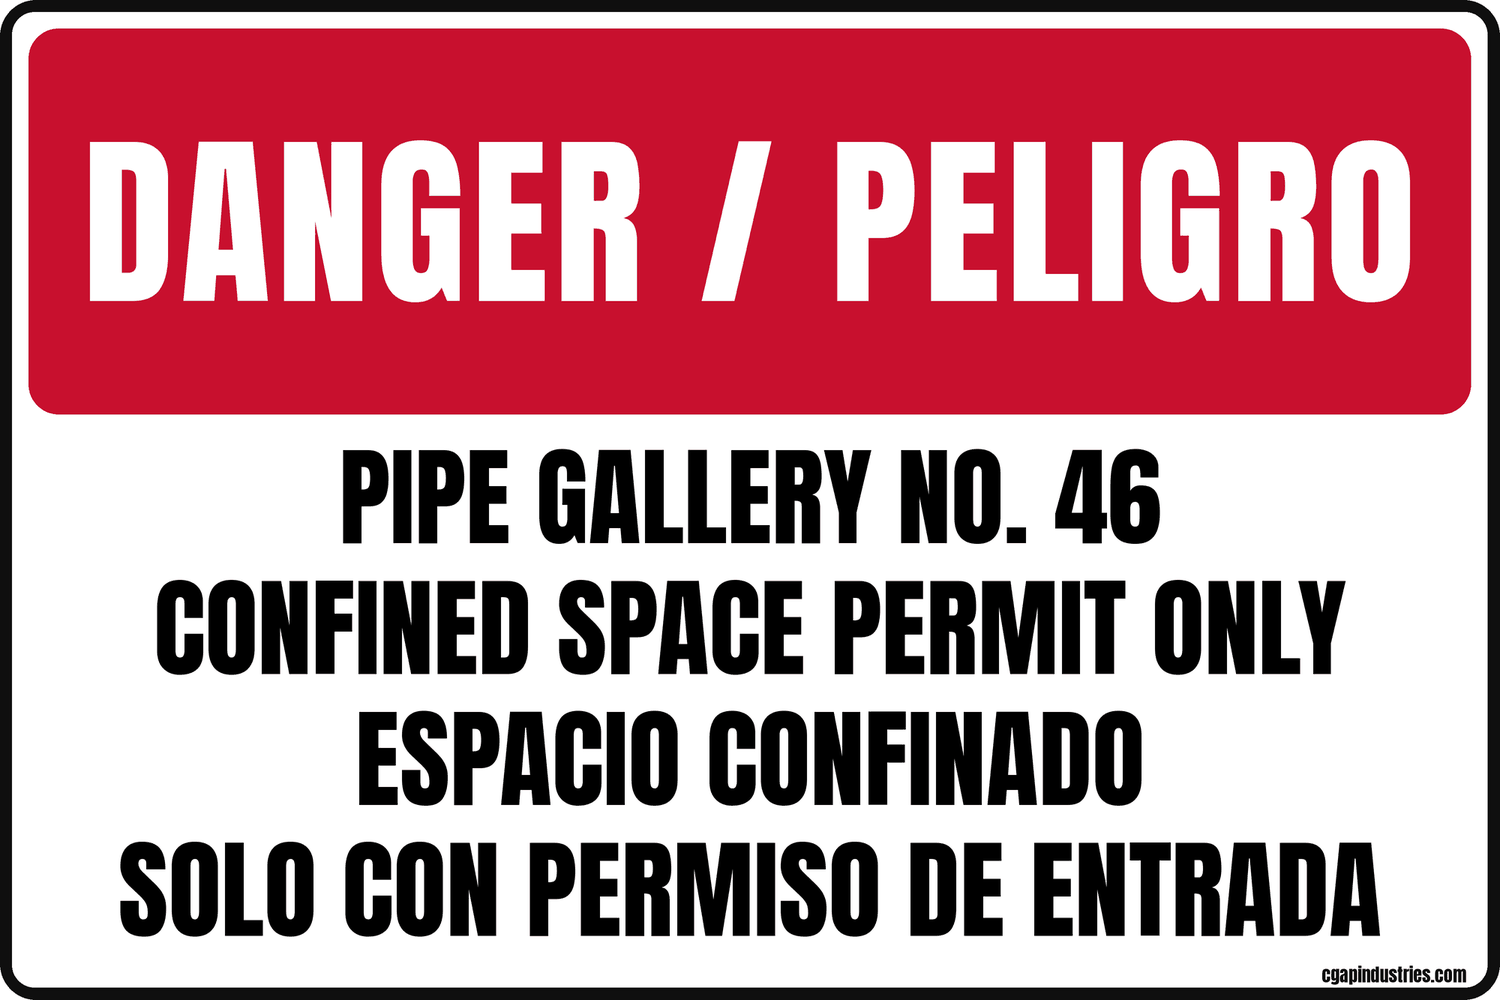 DANGER / PELIGRO
PIPE GALLERY NO. 46
CONFINED SPACE PERMIT ONLY
ESPACIO CONFINADO
SOLO CON PERMISO DE ENTRADA
cgapindustries.com